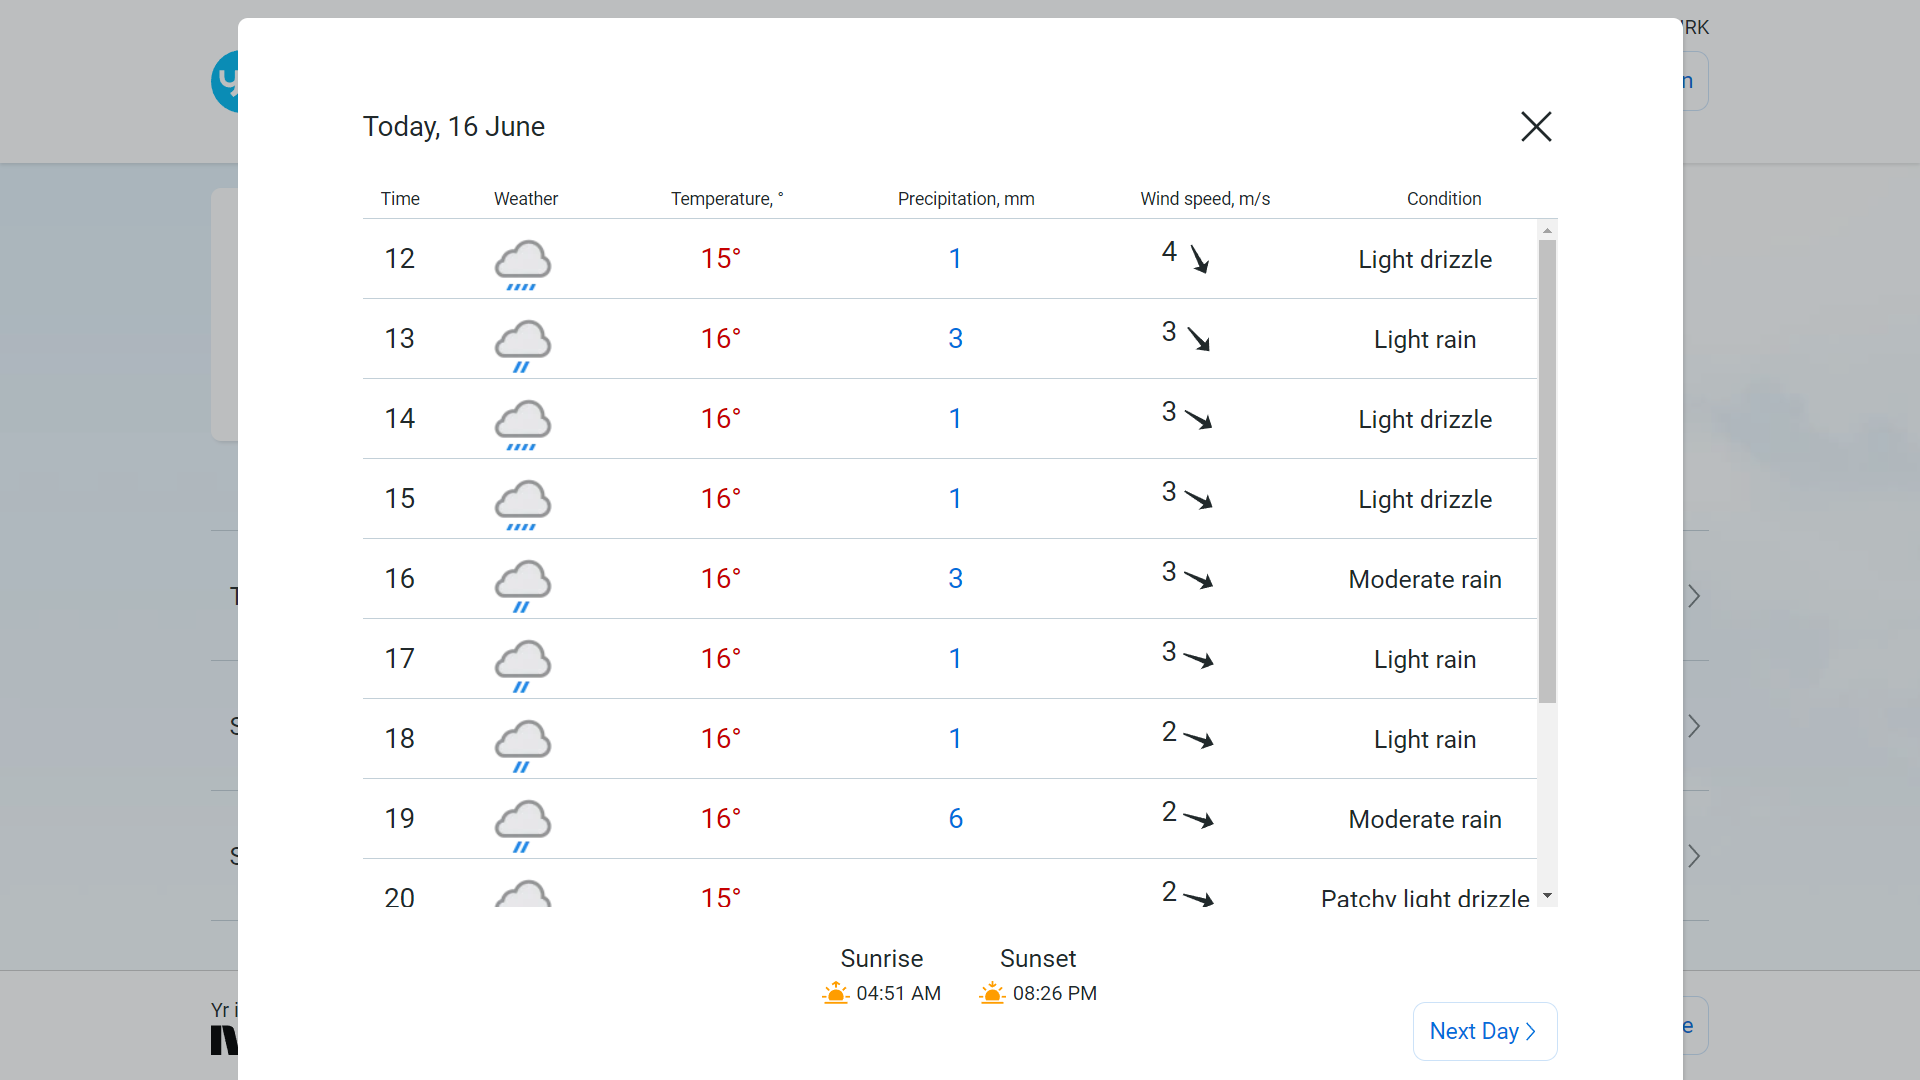 RK
y
n
Today, 16 June
Time Weather Temperature, ° Precipitation, mm Wind speed, m/s Condition
12 15° 1 4 Light drizzle
13 16° 3 3 Light rain
14 16° 1 3 Light drizzle
15 16° 1 3 Light drizzle
16 16° 3 3 Moderate rain
17 16° 1 3 Light rain
18 16° 1 2 Light rain
19 16° 6 2 Moderate rain
20 15° 2 Patchy light drizzle
Sunrise Sunset
04:51 AM 08:26 PM
Yr i
Next Day
e